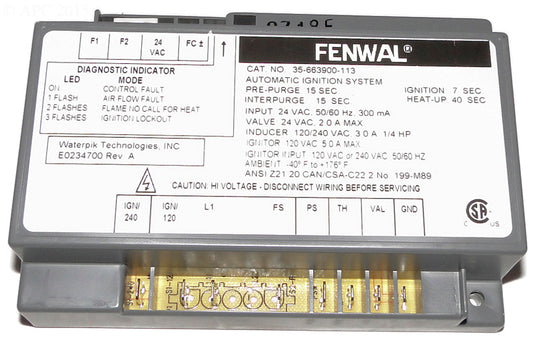 F1 F2 24 VAC FC ±
DIAGNOSTIC INDICATOR
LED MODE
ON CONTROL FAULT
1 FLASH AIR FLOW FAULT
2 FLASHES FLAME NO CALL FOR HEAT
3 FLASHES IGNITION LOCKOUT
Waterpik Technologies, INC
E0234700 Rev A
FENWAL®
CAT. NO. 35-663900-113
AUTOMATIC IGNITION SYSTEM
PRE-PURGE 15 SEC IGNITION 7 SEC
INTERPURGE 15 SEC HEAT-UP 40 SEC
INPUT 24 VAC, 50/60 HZ, 300 mA
VALVE 24 VAC, 2.0 A MAX
INDUCER 120/240 VAC 3.0 A 1/4 HP
IGNITOR 120 VAC 5.0 A MAX
IGNITOR INPUT 120 VAC or 240 VAC 50/60 HZ
AMBIENT -40° F to +176° F
ANSI Z21 20 CAN/CSA-C22.2 No 199-M89
CAUTION: HI VOLTAGE - DISCONNECT WIRING BEFORE SERVICING
IGN/ 240 IGN/ 120 L1 FS PS TH VAL GND
C US